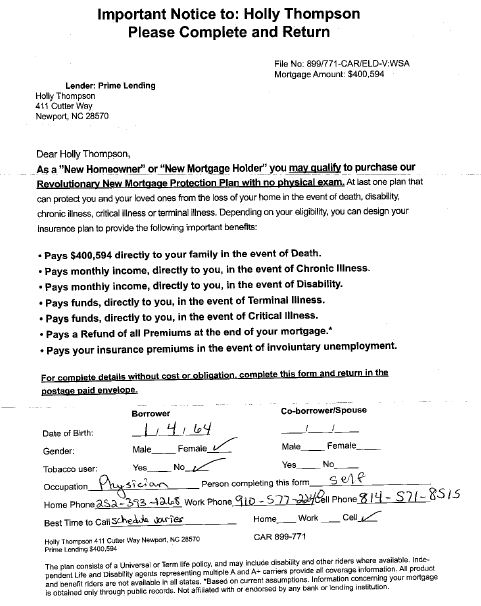 Important Notice to: Holly Thompson
Please Complete and Return
File No: 899/771-CAR/ELD-V:WSA
Mortgage Amount: $400,594
Lender: Prime Lending
Holly Thompson
411 Cutter Way
Newport, NC 28570
Dear Holly Thompson,
As a "New Homeowner" or "New Mortgage Holder" you may qualify to purchase our
Revolutionary New Mortgage Protection Plan with no physical exam. At last one plan that
can protect you and your loved ones from the loss of your home in the event of death, disability,
chronic illness, critical illness or terminal illness. Depending on your eligibility, you can design your
insurance plan to provide the following important benefits:
• Pays $400,594 directly to your family in the event of Death.
• Pays monthly income, directly to you, in the event of Chronic Illness.
• Pays monthly income, directly to you, in the event of Disability.
• Pays funds, directly to you, in the event of Terminal Illness.
• Pays funds, directly to you, in the event of Critical Illness.
• Pays a Refund of all Premiums at the end of your mortgage.*
• Pays your insurance premiums in the event of involuntary unemployment.
For complete details without cost or obligation, complete this form and return in the
postage paid envelope.
Borrower Co-borrower/Spouse
Date of Birth: 1/4/64 / /
Gender: Male Female ✓ Male Female
Tobacco user: Yes No ✓ Yes No
Occupation Physician Person completing this form self
Home Phone 252-393-1268 Work Phone 910-577-2240 Cell Phone 814-571-8515
Best Time to Call schedule varies Home Work Cell ✓
Holly Thompson 411 Cutter Way Newport, NC 28570 CAR 899-771
Prime Lending $400,594
The plan consists of a Universal or Term life policy, and may include disability and other riders where available. Inde-
pendent Life and Disability agents representing multiple A and A+ carriers provide all coverage information. All product
and benefit riders are not available in all states. *Based on current assumptions. Information concerning your mortgage
is obtained only through public records. Not affiliated with or endorsed by any bank or lending institution.